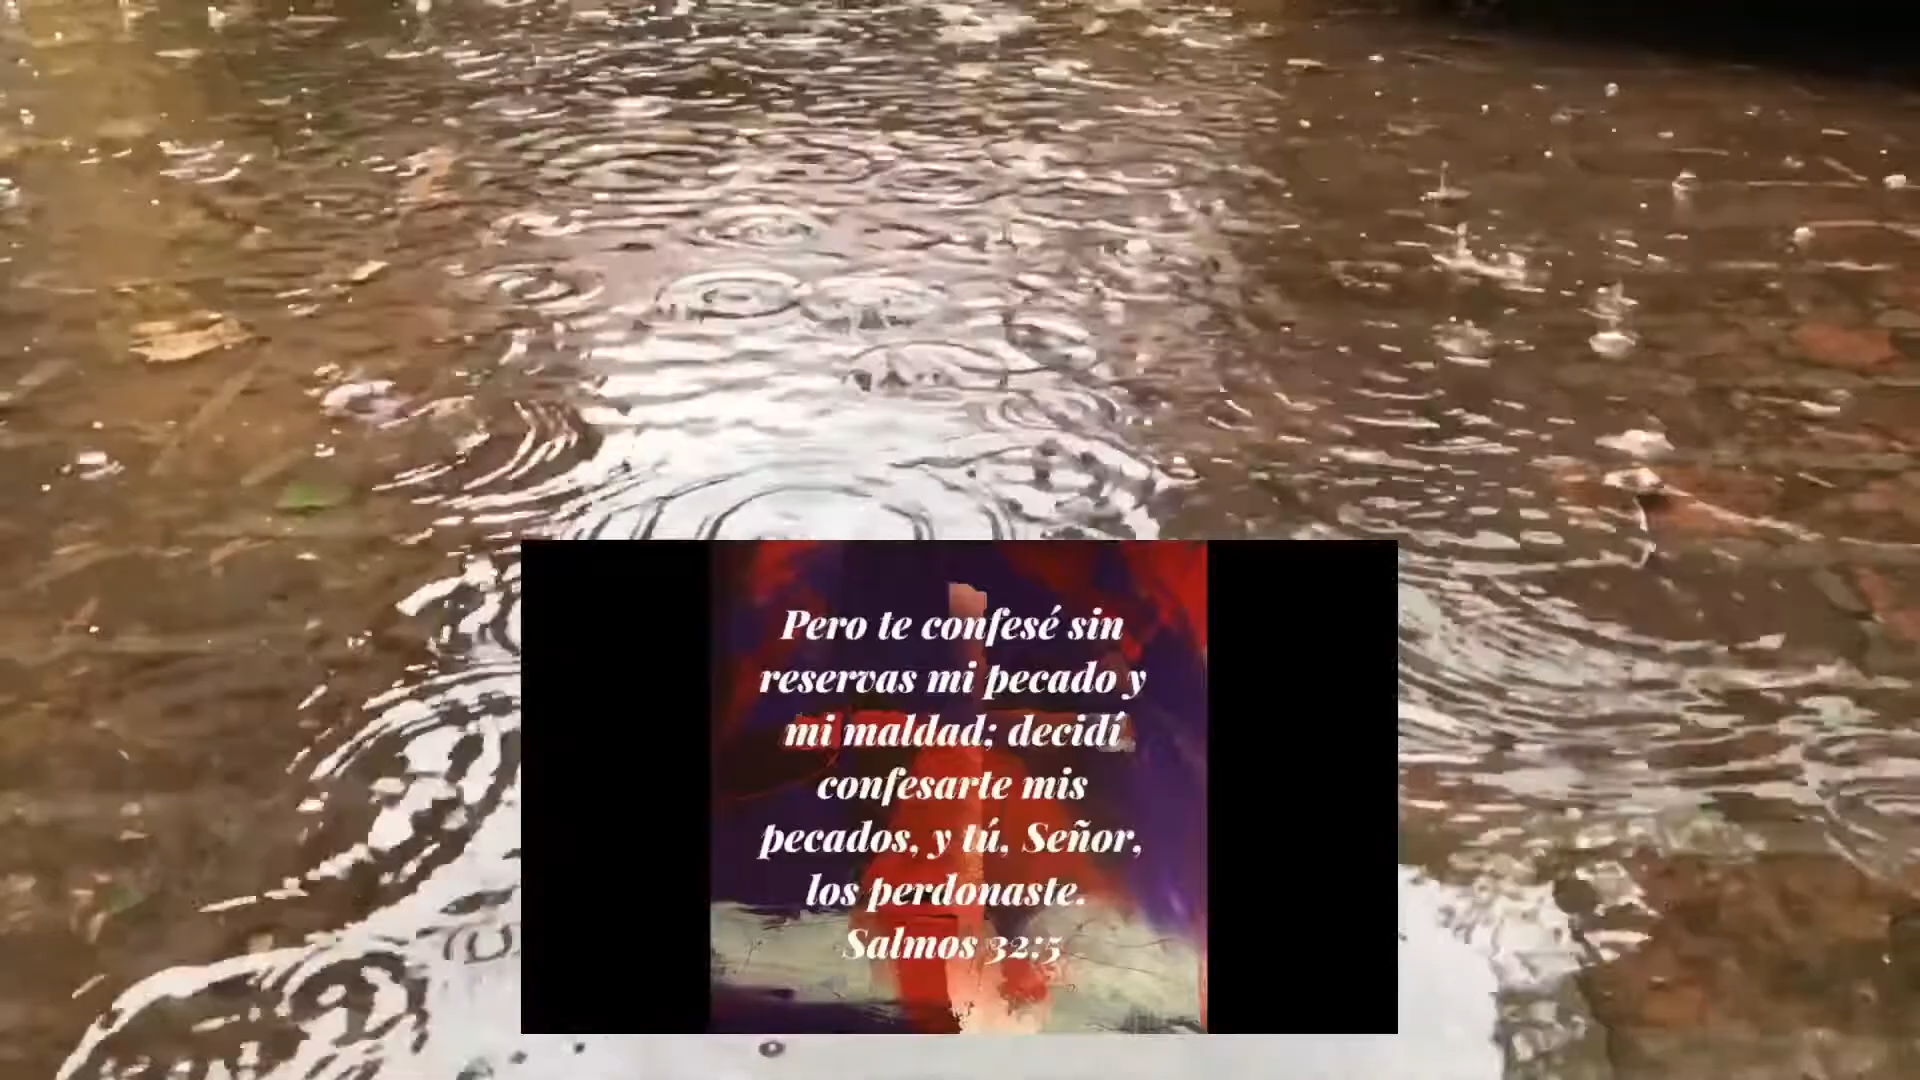 Pero te confesé sin
reservas mi pecado y
mi maldad; decidí
confesarte mis
pecados, y tú, Señor,
los perdonaste.
Salmos 32:5